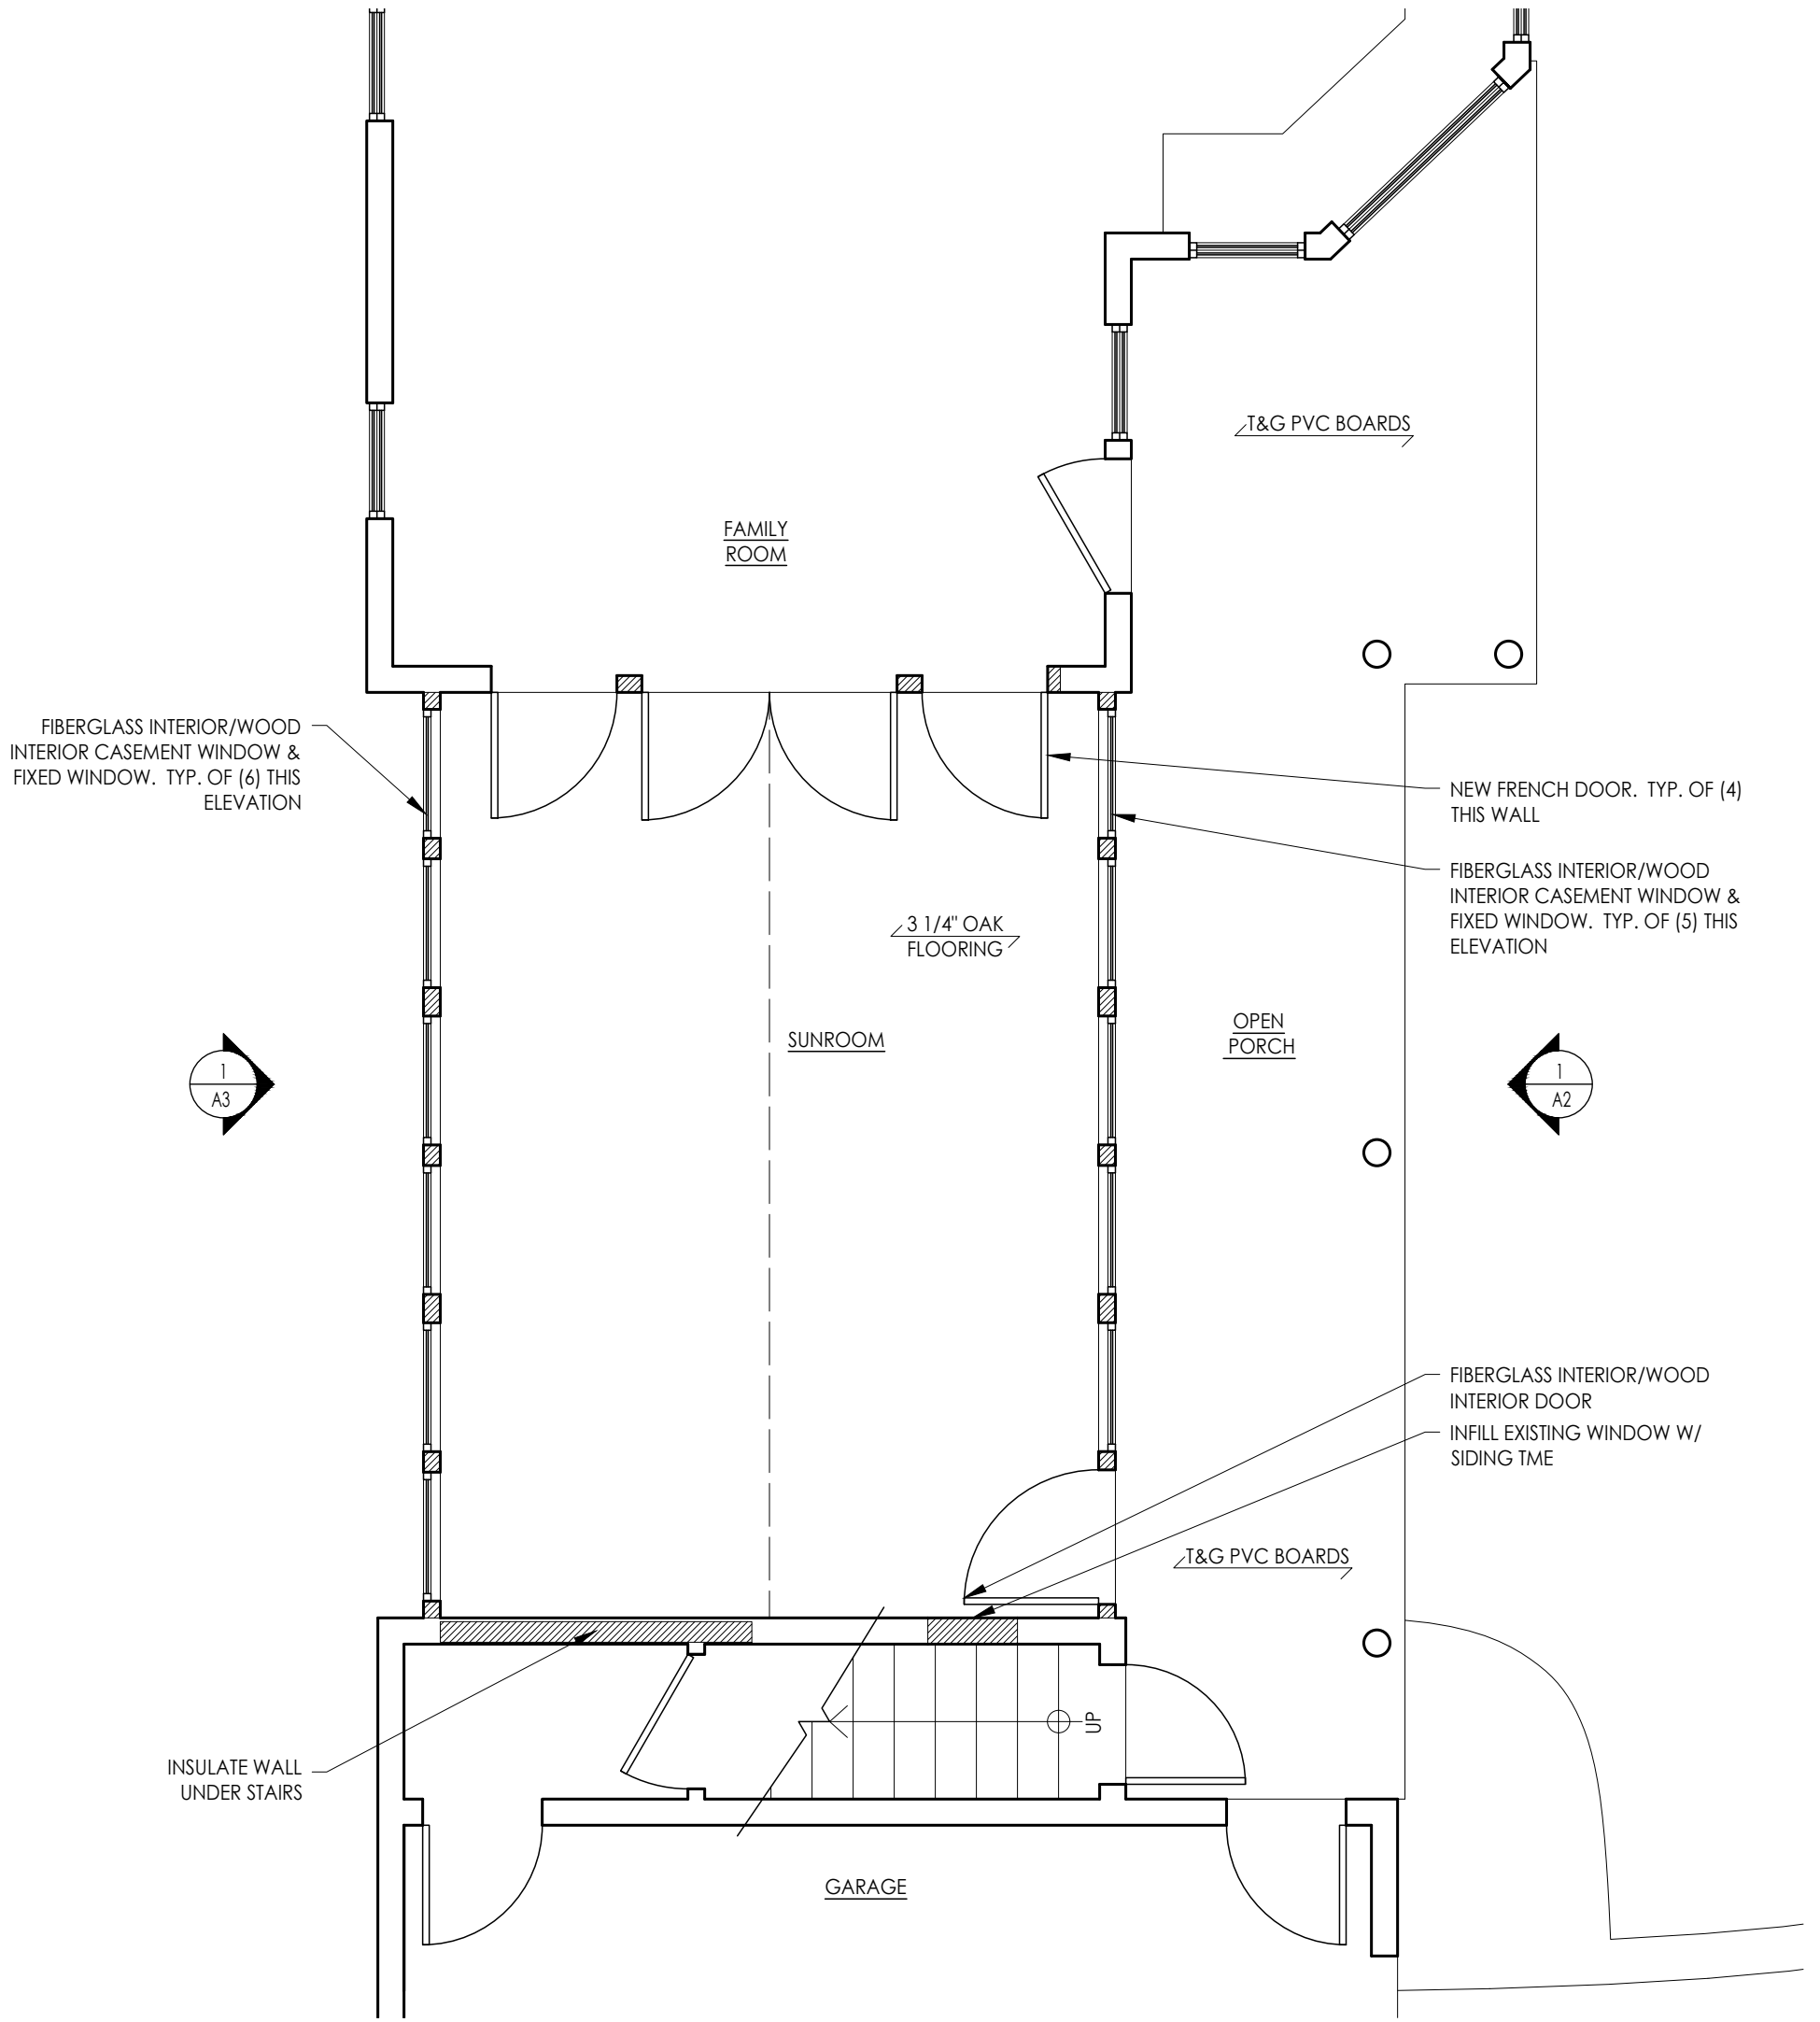 T&G PVC BOARDS
FAMILY
ROOM
FIBERGLASS INTERIOR/WOOD
INTERIOR CASEMENT WINDOW &
FIXED WINDOW. TYP. OF (6) THIS
ELEVATION
NEW FRENCH DOOR. TYP. OF (4)
THIS WALL
FIBERGLASS INTERIOR/WOOD
INTERIOR CASEMENT WINDOW &
FIXED WINDOW. TYP. OF (5) THIS
ELEVATION
3 1/4" OAK
FLOORING
SUNROOM
OPEN
PORCH
1
A3
1
A2
FIBERGLASS INTERIOR/WOOD
INTERIOR DOOR
INFILL EXISTING WINDOW W/
SIDING TME
T&G PVC BOARDS
UP
INSULATE WALL
UNDER STAIRS
GARAGE